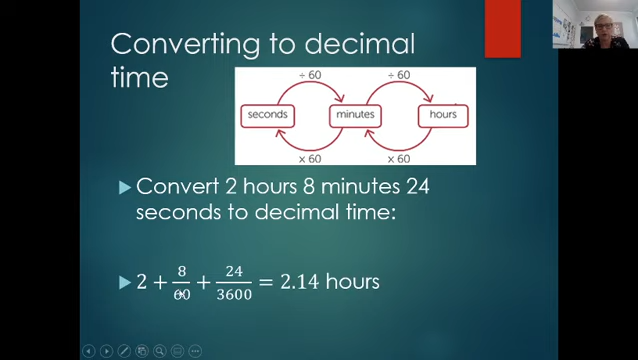 Converting to decimal
time
÷ 60 ÷ 60
seconds minutes hours
x 60 x 60
Convert 2 hours 8 minutes 24
seconds to decimal time:
2 + 8/60 + 24/3600 = 2.14 hours